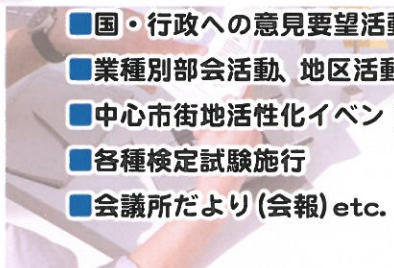 ■国・行政への意見要望活動
■業種別部会活動、地区活動
■中心市街地活性化イベン
■各種検定試験施行
■会議所だより(会報)etc.